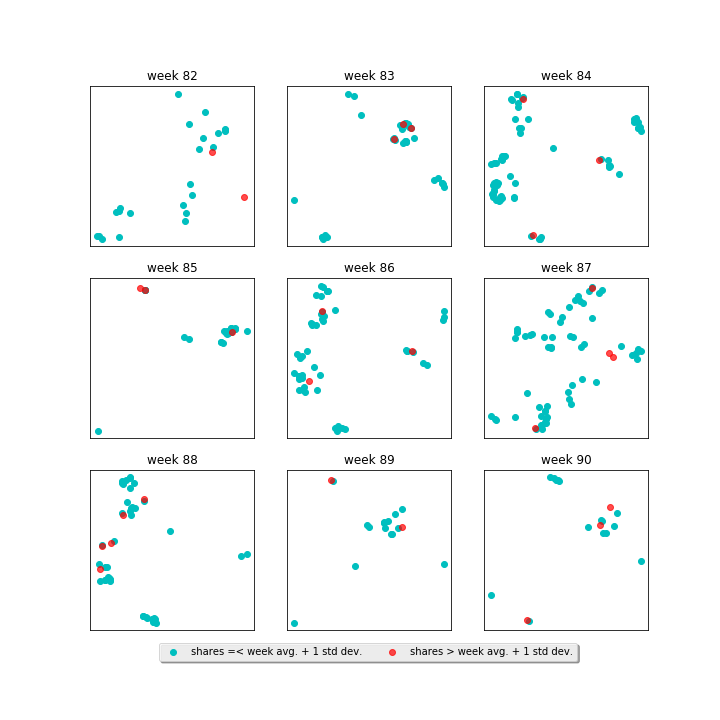 week 82
week 83
week 84
week 85
week 86
week 87
week 88
week 89
week 90
shares =< week avg. + 1 std dev.
shares > week avg. + 1 std dev.